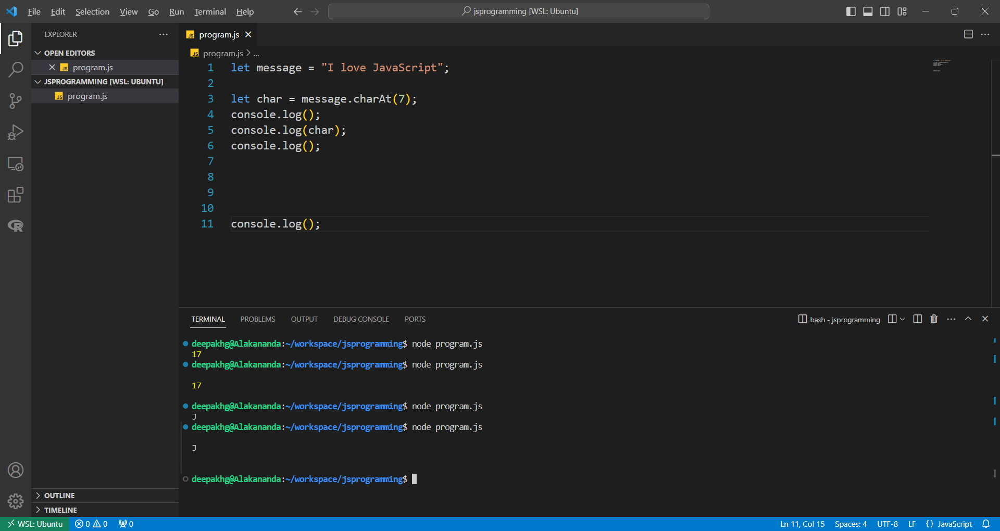 File Edit Selection View Go Run Terminal Help
jsprogramming [WSL: Ubuntu]
EXPLORER
OPEN EDITORS
JS program.js
JSPROGRAMMING [WSL: UBUNTU]
JS program.js
OUTLINE
TIMELINE
JS program.js
JS program.js > ...
1 let message = "I love JavaScript";
2
3 let char = message.charAt(7);
4 console.log();
5 console.log(char);
6 console.log();
7
8
9
10
11 console.log();
TERMINAL PROBLEMS OUTPUT DEBUG CONSOLE PORTS
bash - jsprogramming
deepakhg@Alakananda:~/workspace/jsprogramming$ node program.js
17
deepakhg@Alakananda:~/workspace/jsprogramming$ node program.js
17
deepakhg@Alakananda:~/workspace/jsprogramming$ node program.js
J
deepakhg@Alakananda:~/workspace/jsprogramming$ node program.js
J
deepakhg@Alakananda:~/workspace/jsprogramming$
WSL: Ubuntu 0 0 0
Ln 11, Col 15 Spaces: 4 UTF-8 LF {} JavaScript